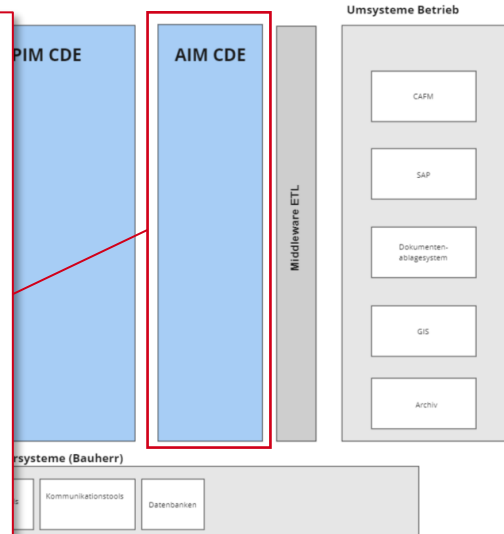 Umsysteme Betrieb
PIM CDE
AIM CDE
Middleware ETL
CAFM
SAP
Dokumenten-
ablagesystem
GIS
Archiv
rsysteme (Bauherr)
Kommunikationstools
Datenbanken